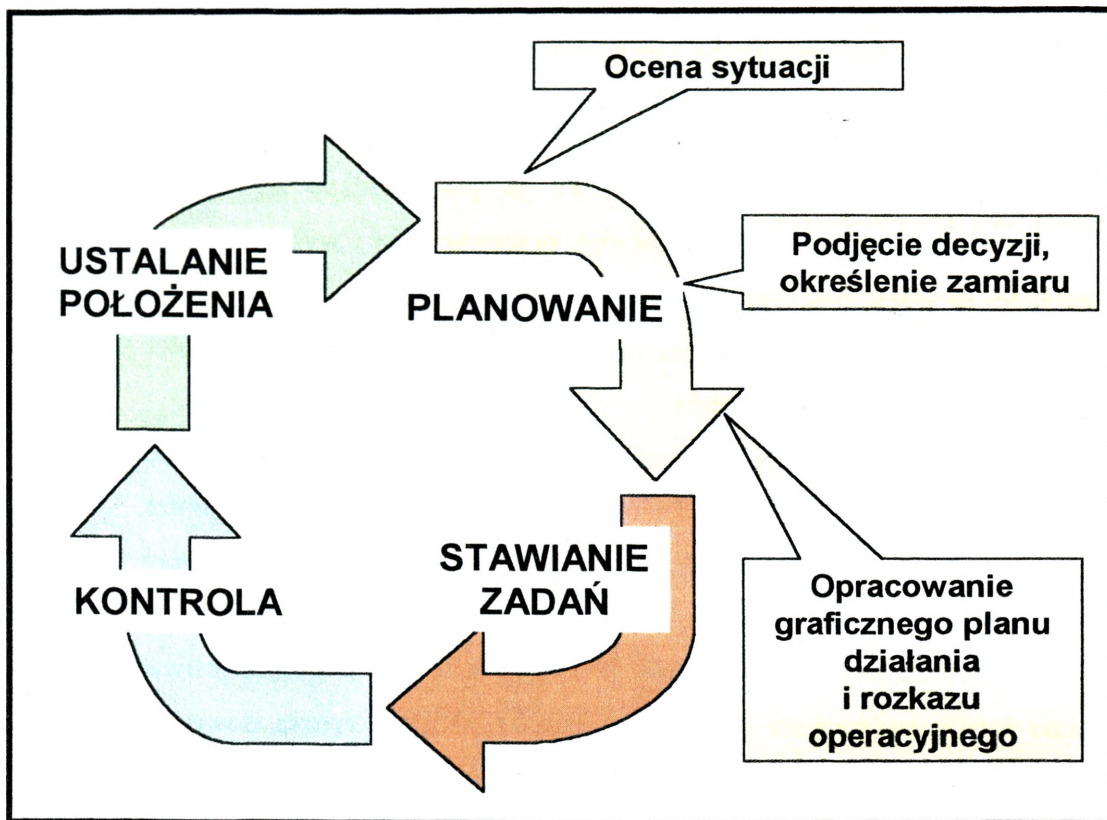 Ocena sytuacji
Podjęcie decyzji,
określenie zamiaru
USTALANIE
POŁOŻENIA
PLANOWANIE
STAWIANIE
ZADAŃ
KONTROLA
Opracowanie
graficznego planu
działania
i rozkazu
operacyjnego